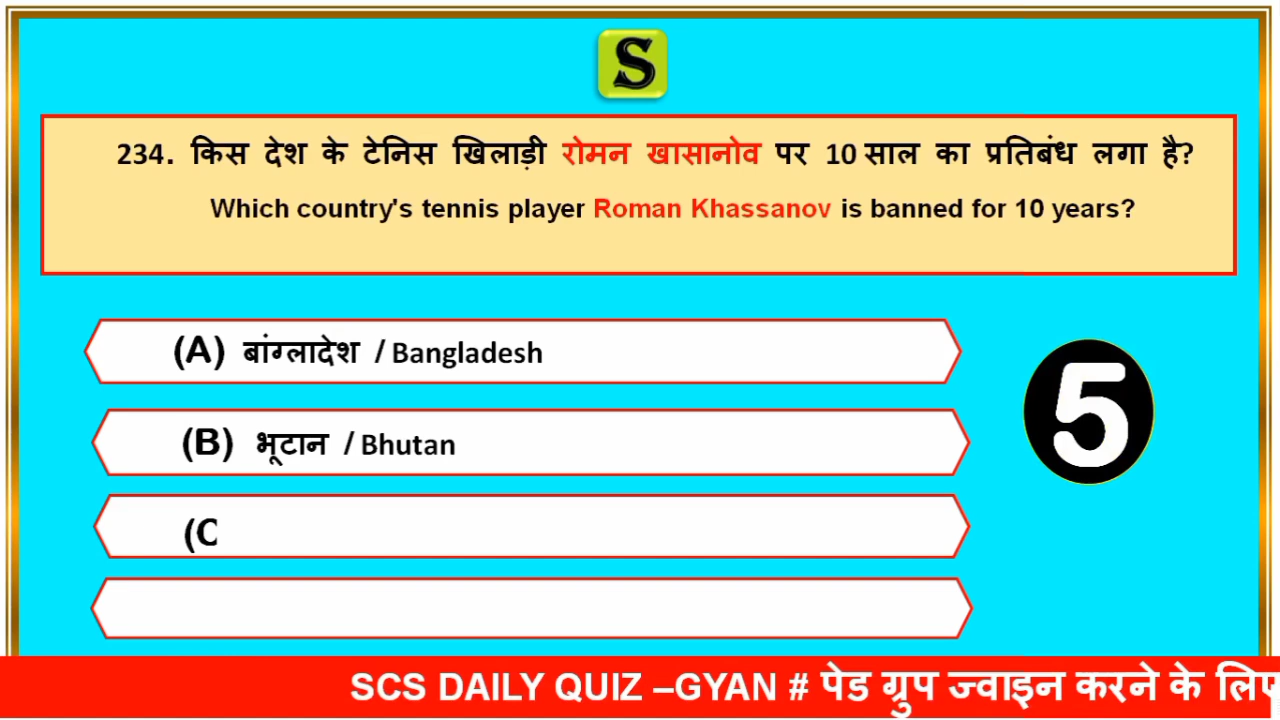 S
234. किस देश के टेनिस खिलाड़ी रोमन खासानोव पर 10 साल का प्रतिबंध लगा है?
Which country's tennis player Roman Khassanov is banned for 10 years?
(A) बांग्लादेश / Bangladesh
(B) भूटान / Bhutan
(C
5
SCS DAILY QUIZ –GYAN # पेड ग्रुप ज्वाइन करने के लिए